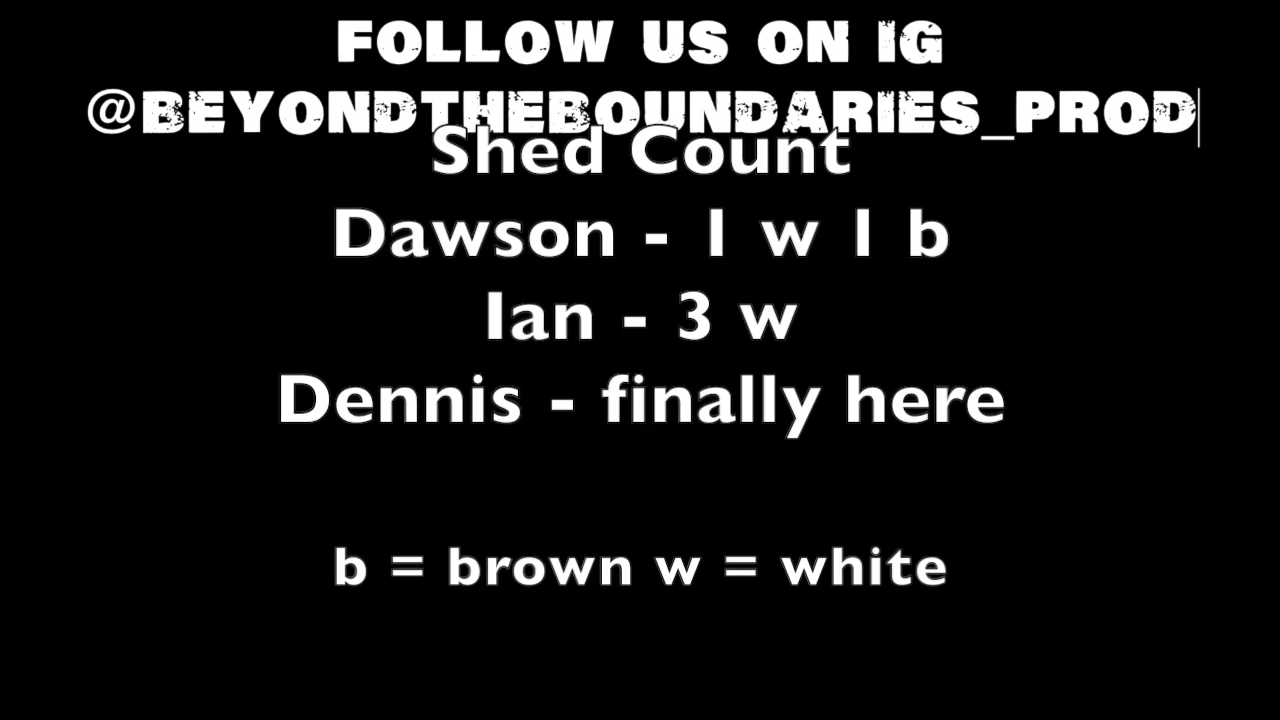 FOLLOW US ON IG
@BEYONDTHEBOUNDARIES_PROD
Shed Count
Dawson - 1 w 1 b
Ian - 3 w
Dennis - finally here
b = brown w = white